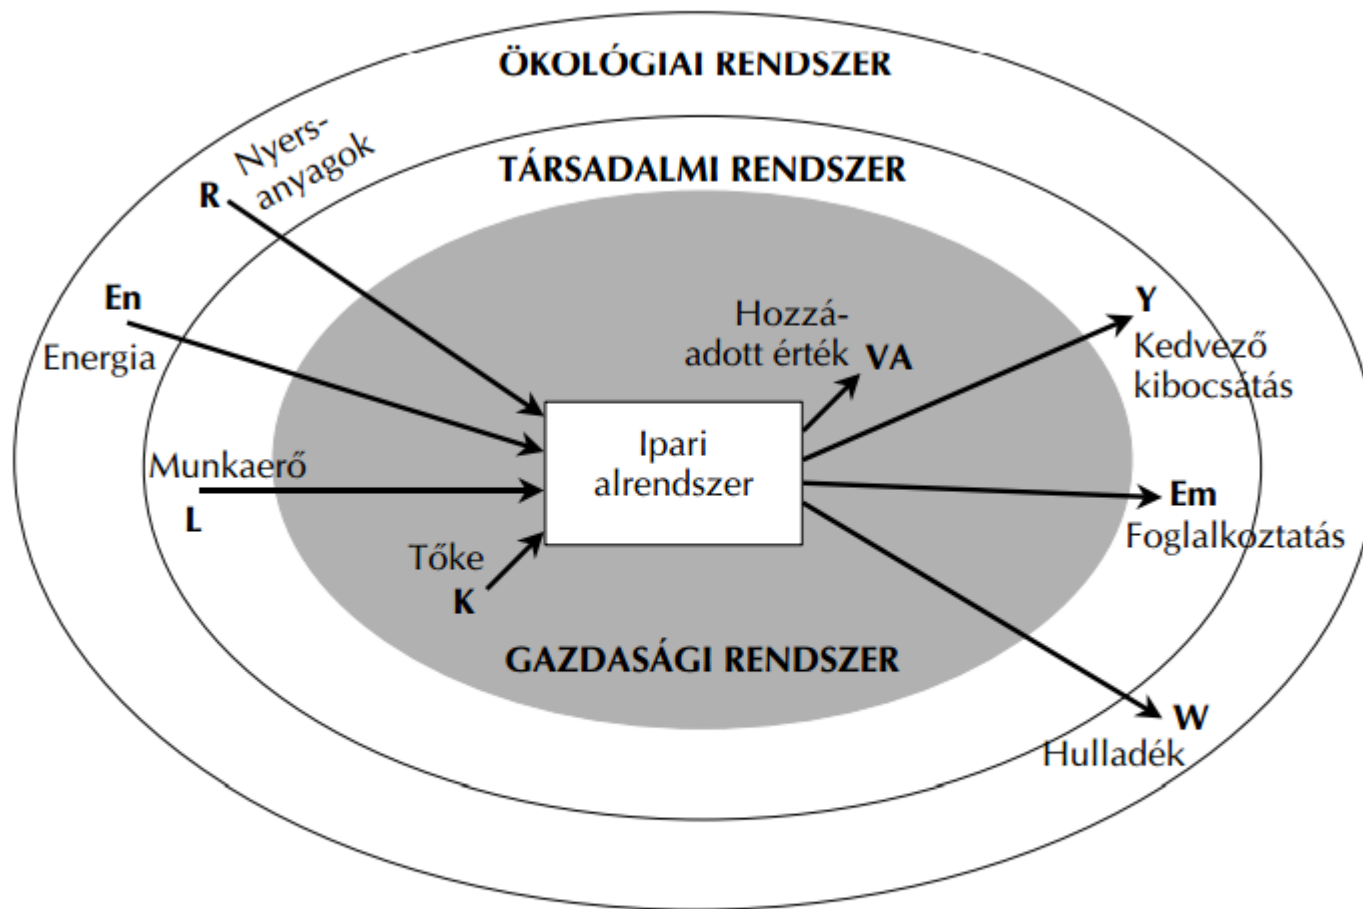 ÖKOLÓGIAI RENDSZER
Nyers-
anyagok
R
TÁRSADALMI RENDSZER
En
Energia
Hozzá-
adott érték
VA
Y
Kedvező
kibocsátás
Munkaerő
L
Ipari
alrendszer
Em
Foglalkoztatás
Tőke
K
GAZDASÁGI RENDSZER
W
Hulladék